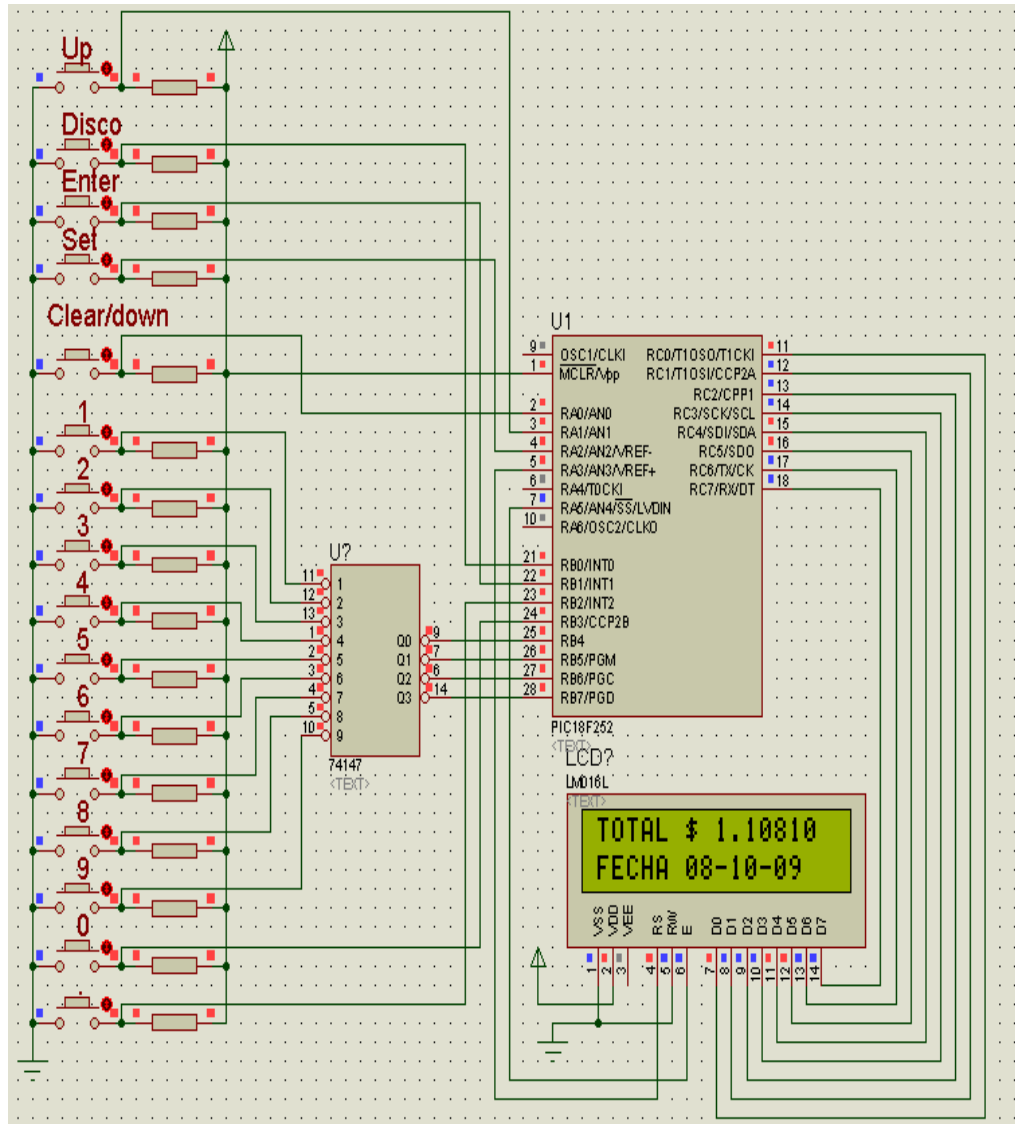 Up
Disco
Enter
Set
Clear/down
1
2
3
4
5
6
7
8
9
0
.
U?
11 1
12 2
13 3
1 4
2 5
3 6
4 7
5 8
10 9
Q0 9
Q1 7
Q2 6
Q3 14
74147
<TEXT>
U1
9 OSC1/CLKI
1 MCLR/Vpp
2 RA0/AN0
3 RA1/AN1
4 RA2/AN2/VREF-
5 RA3/AN3/VREF+
6 RA4/T0CKI
7 RA5/AN4/SS/LVDIN
10 RA6/OSC2/CLKO
21 RB0/INT0
22 RB1/INT1
23 RB2/INT2
24 RB3/CCP2B
25 RB4
26 RB5/PGM
27 RB6/PGC
28 RB7/PGD
RC0/T1OSO/T1CKI 11
RC1/T1OSI/CCP2A 12
RC2/CPP1 13
RC3/SCK/SCL 14
RC4/SDI/SDA 15
RC5/SDO 16
RC6/TX/CK 17
RC7/RX/DT 18
PIC18F252
<TEXT>
LCD?
LM016L
<TEXT>
TOTAL $ 1.10810
FECHA 08-10-09
VSS VDD VEE RS RW E D0 D1 D2 D3 D4 D5 D6 D7
1 2 3 4 5 6 7 8 9 10 11 12 13 14